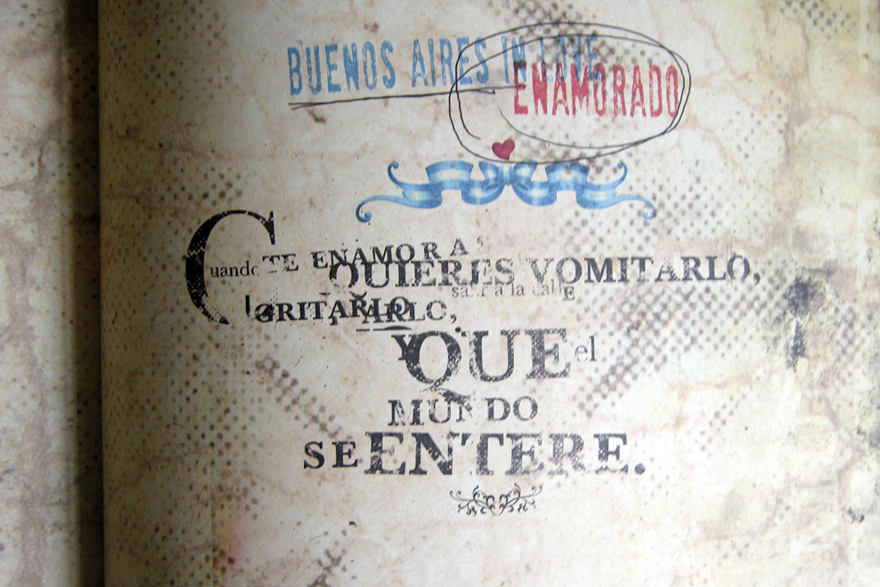 BUENOS AIRES IN LOVE
ENAMORADO
Cuando TE ENAMORAS
QUIERES VOMITARLO,
salir a la calle
GRITARLO,
Y QUE el
MUNDO
SE ENTERE.